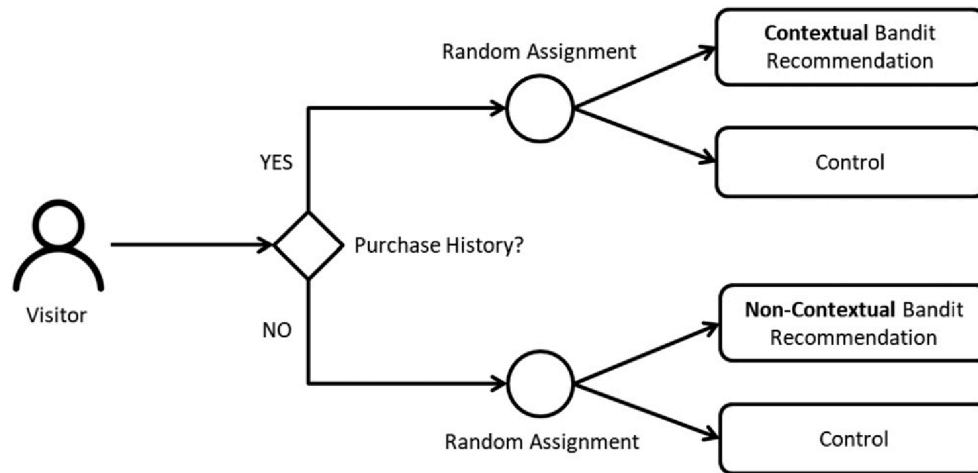 Visitor
Purchase History?
YES
Random Assignment
Contextual Bandit
Recommendation
Control
NO
Random Assignment
Non-Contextual Bandit
Recommendation
Control